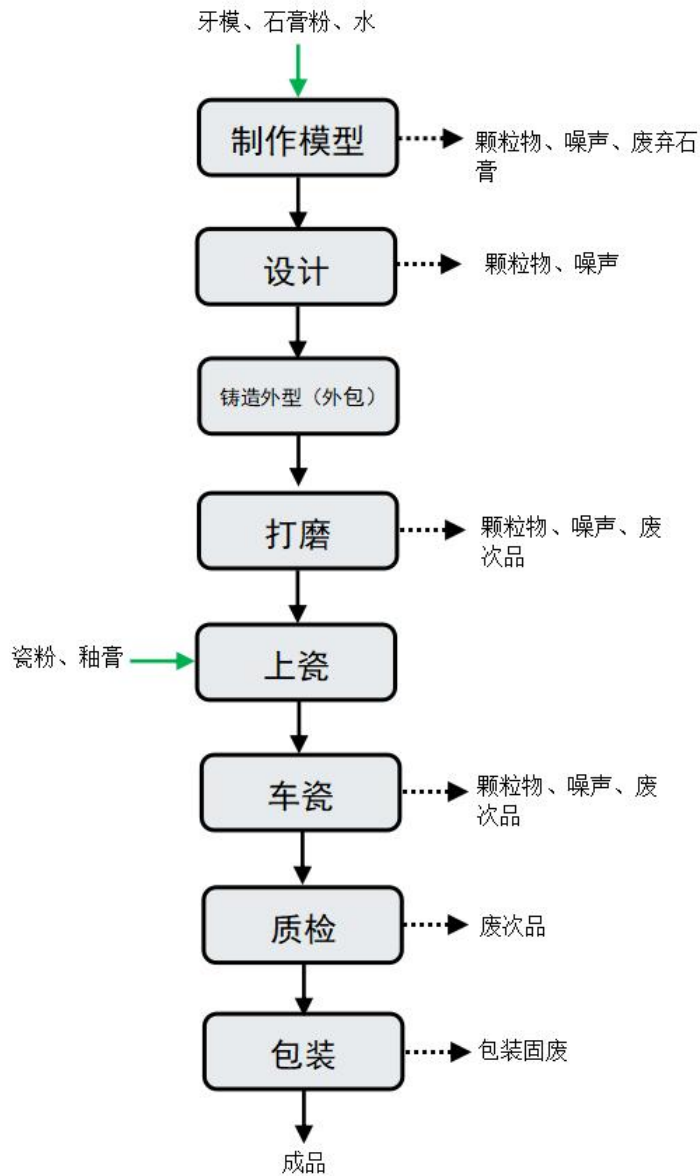 牙模、石膏粉、水
制作模型
颗粒物、噪声、废弃石
膏
设计
颗粒物、噪声
铸造外型（外包）
打磨
颗粒物、噪声、废
次品
瓷粉、釉膏
上瓷
车瓷
颗粒物、噪声、废
次品
质检
废次品
包装
包装固废
成品